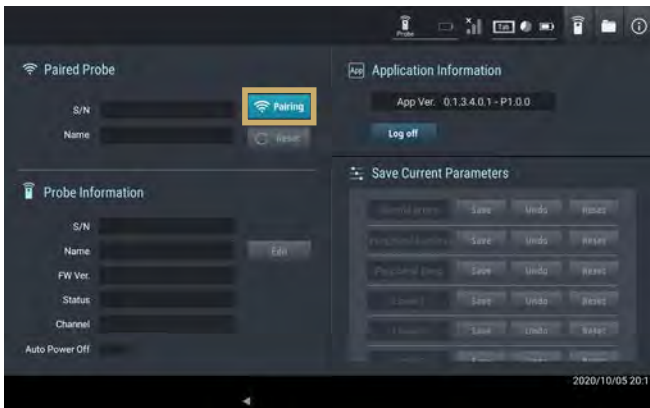 Probe
Tab
Paired Probe
S/N
Pairing
Name
Reset
Probe Information
S/N
Name
Edit
FW Ver.
Status
Channel
Auto Power Off
App
Application Information
App Ver. 0.1.3.4.0.1 - P1.0.0
Log off
Save Current Parameters
Save Undo Reset
Save Undo Reset
Save Undo Reset
Save Undo Reset
Save Undo Reset
2020/10/05 20:1